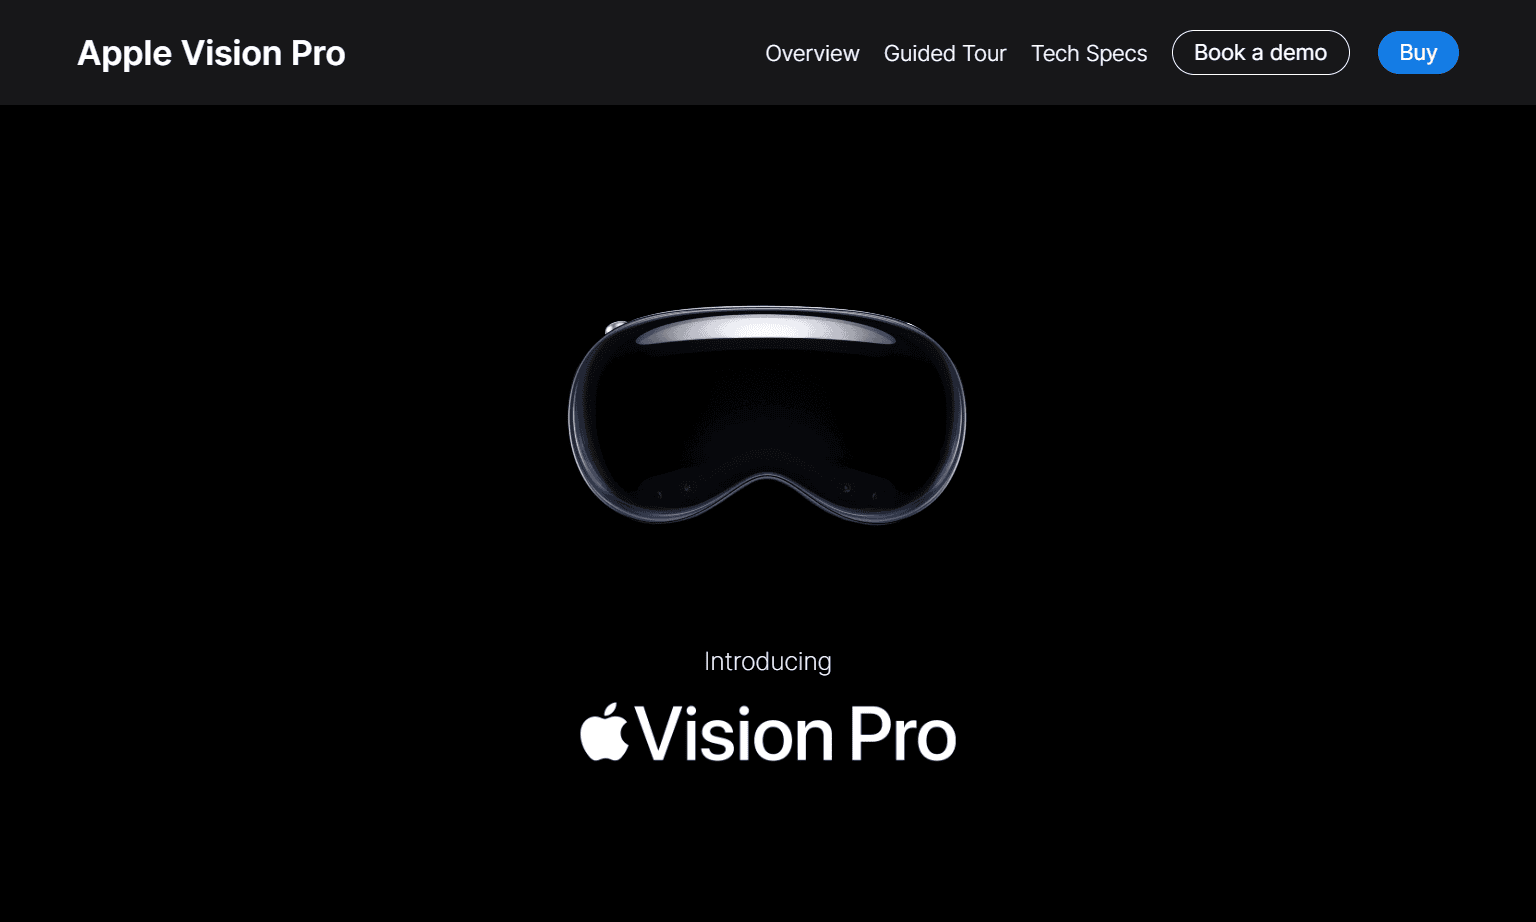 Apple Vision Pro
Overview
Guided Tour
Tech Specs
Book a demo
Buy
Introducing
Vision Pro